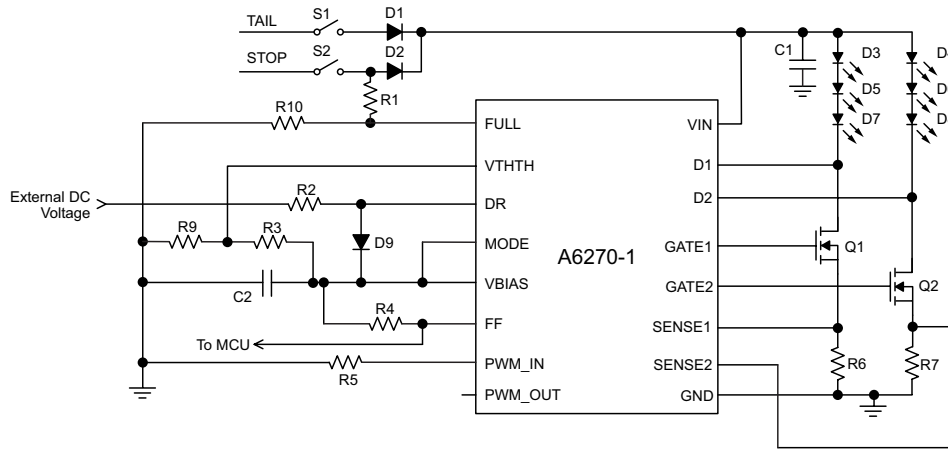 TAIL
S1
D1
STOP
S2
D2
R1
R10
C1
D3
D5
D7
FULL
VIN
VTHTH
D1
External DC
Voltage
R2
DR
D2
R9
R3
D9
MODE
A6270-1
GATE1
Q1
C2
VBIAS
GATE2
Q2
R4
FF
SENSE1
To MCU
R5
PWM_IN
SENSE2
R6
R7
PWM_OUT
GND